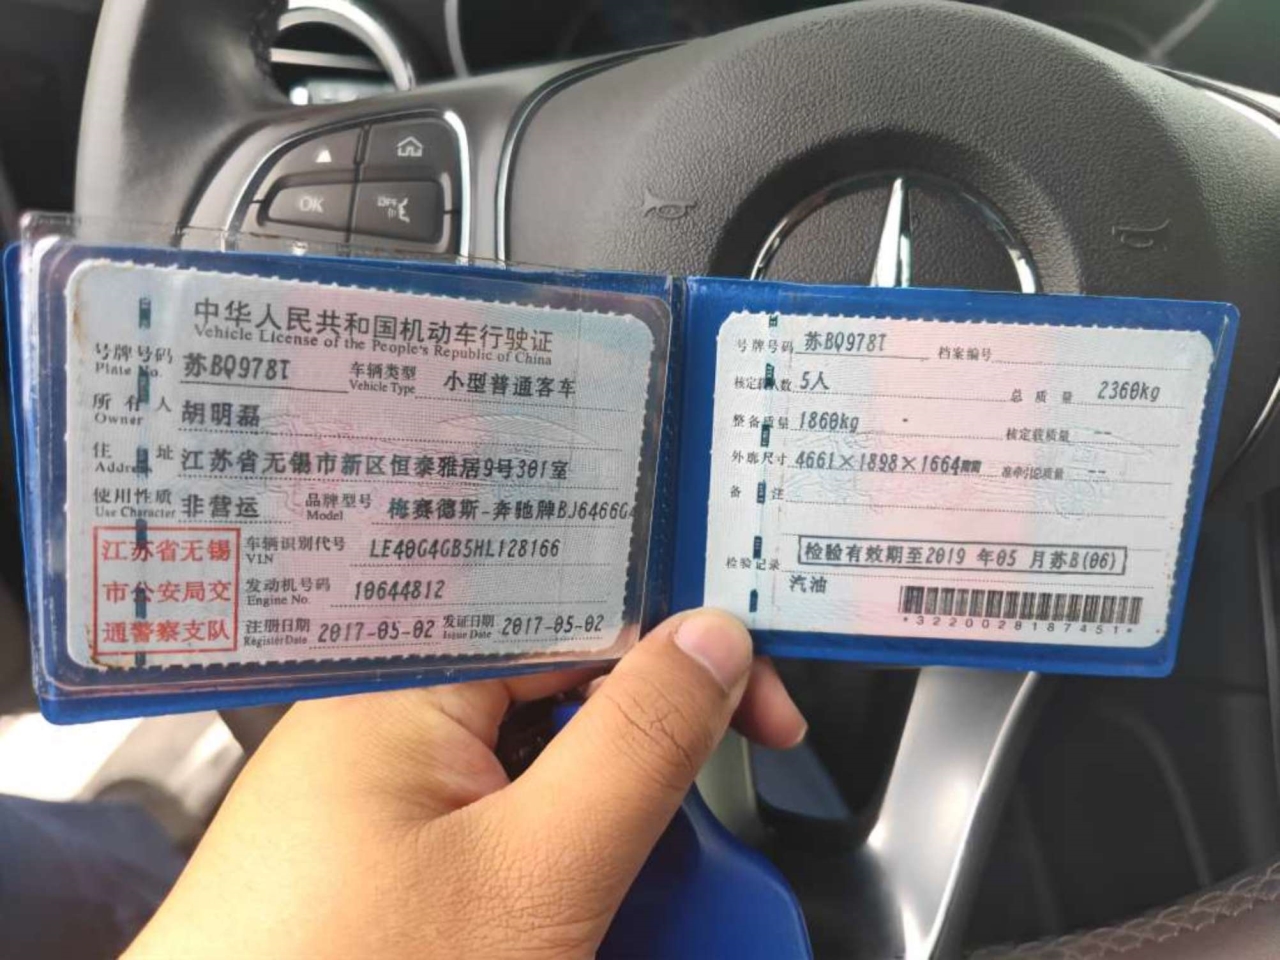 OK
中华人民共和国机动车行驶证
Vehicle License of the People's Republic of China
号牌号码 苏BQ978T 车辆类型 小型普通客车
Plate No. Vehicle Type
所有人 胡明磊
Owner
住址 江苏省无锡市新区恒泰雅居9号301室
Address
使用性质 非营运 品牌型号 梅赛德斯-奔驰牌BJ6466G
Use Character Model
江苏省无锡
市公安局交
通警察支队
车辆识别代号 LE40G4GB5HL128166
VIN
发动机号码 10644812
Engine No.
注册日期 2017-05-02 发证日期 2017-05-02
Register Date Issue Date
号牌号码 苏BQ978T 档案编号
核定载人数 5人 总质量 2360kg
整备质量 1860kg 核定载质量 --
外廓尺寸 4661×1898×1664mm 准牵引总质量 --
备注
检验记录 检验有效期至2019 年05 月苏B(06)
汽油
*3220028187451*